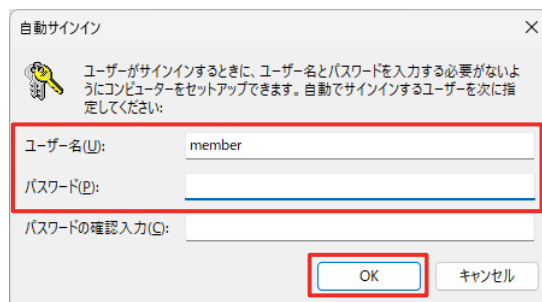 自動サインイン
ユーザーがサインインするときに、ユーザー名とパスワードを入力する必要がないよ
うにコンピューターをセットアップできます。自動でサインインするユーザーを次に指
定してください:
ユーザー名(U): member
パスワード(P):
パスワードの確認入力(C):
OK キャンセル